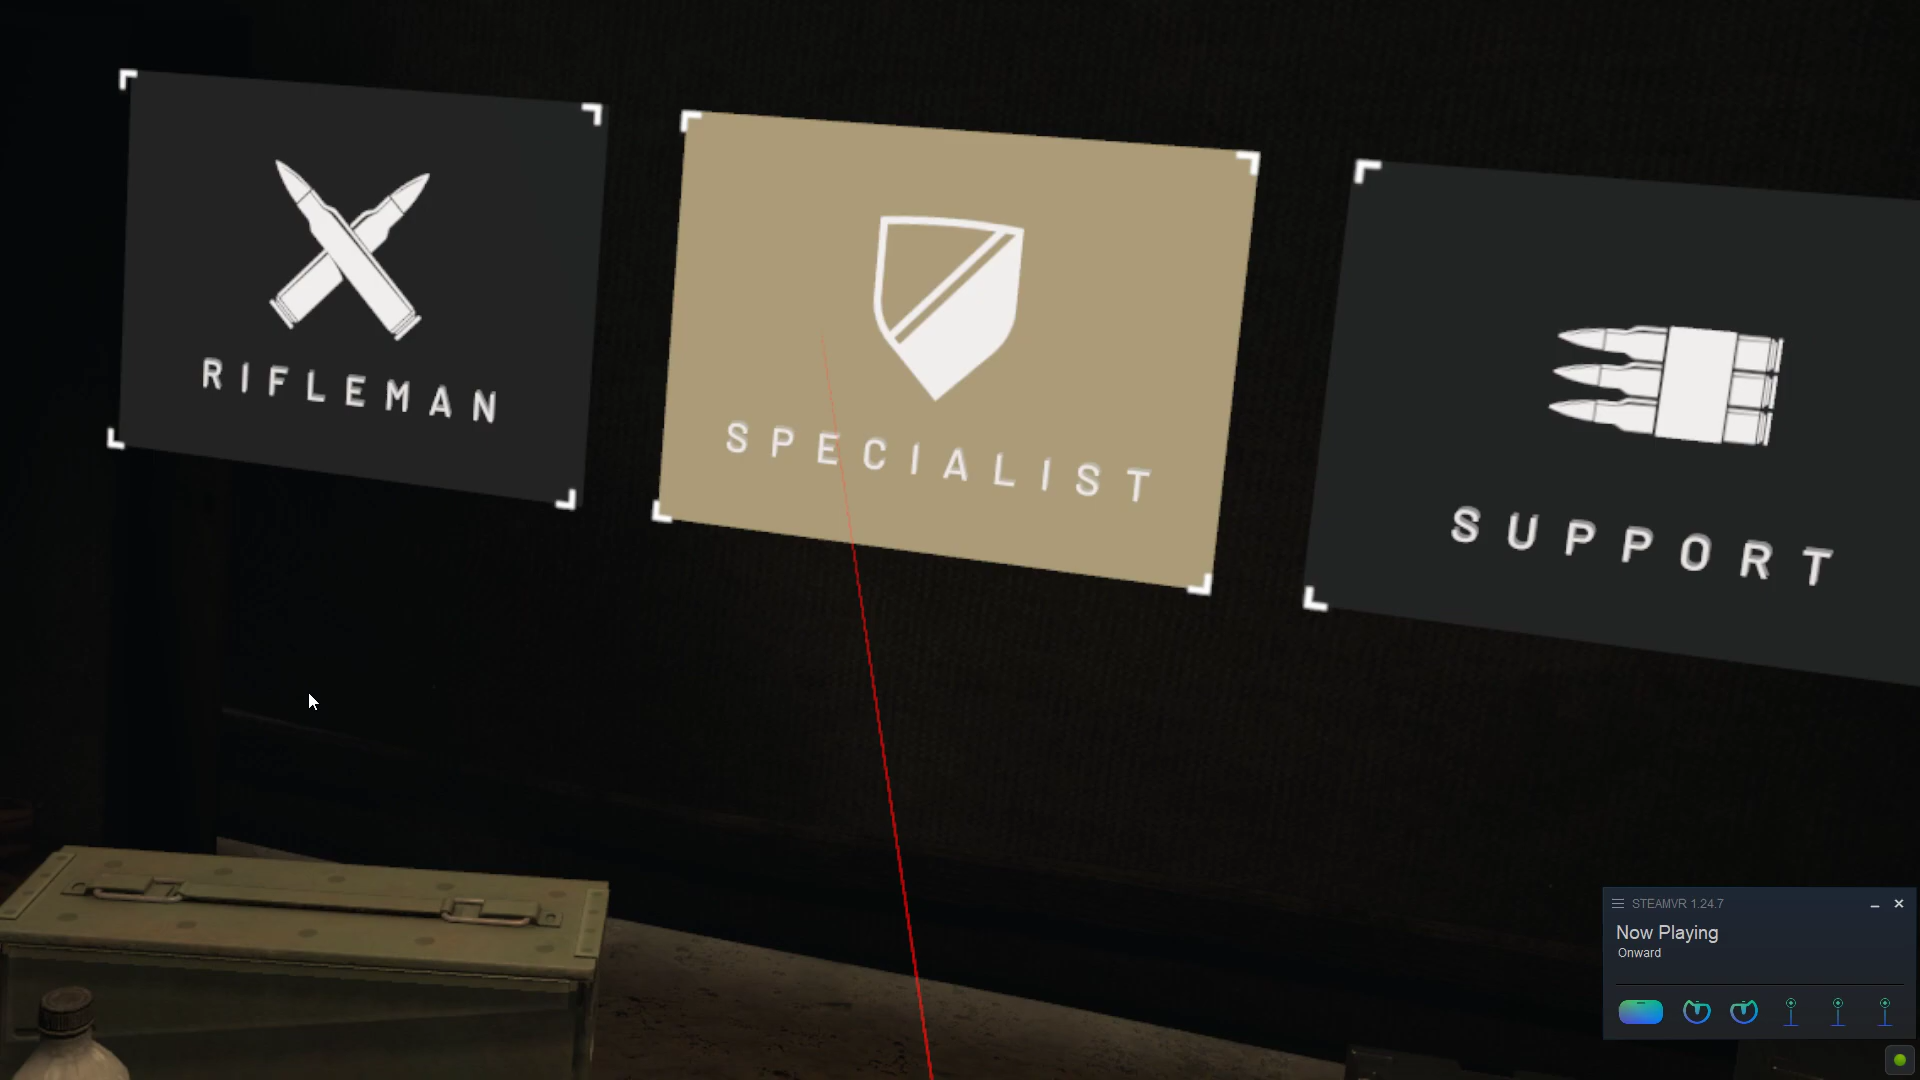 RIFLEMAN
SPECIALIST
SUPPORT
STEAMVR 1.24.7
Now Playing
Onward